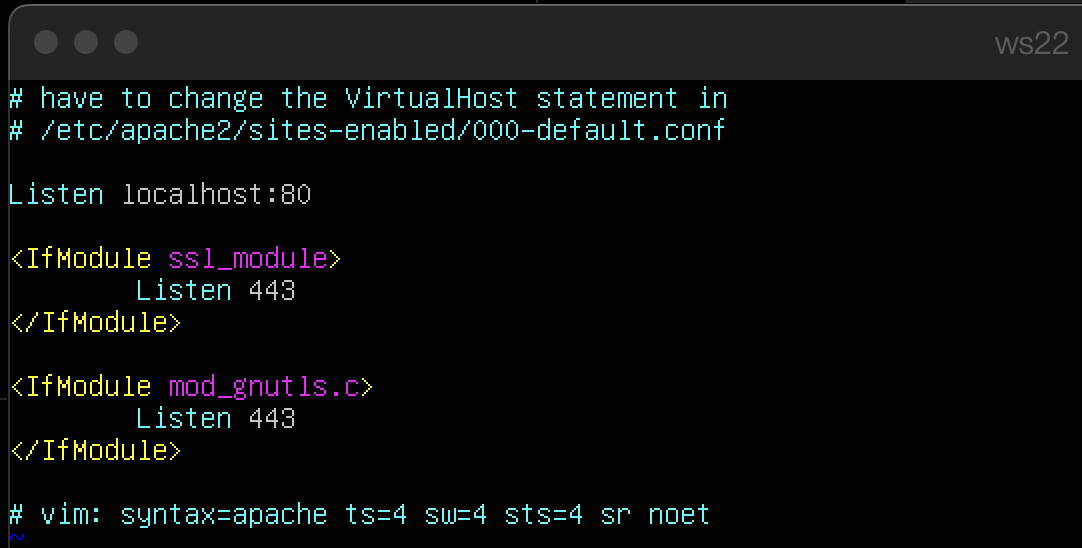 ws22
# have to change the VirtualHost statement in
# /etc/apache2/sites-enabled/000-default.conf
Listen localhost:80
<IfModule ssl_module>
Listen 443
</IfModule>
<IfModule mod_gnutls.c>
Listen 443
</IfModule>
# vim: syntax=apache ts=4 sw=4 sts=4 sr noet
~